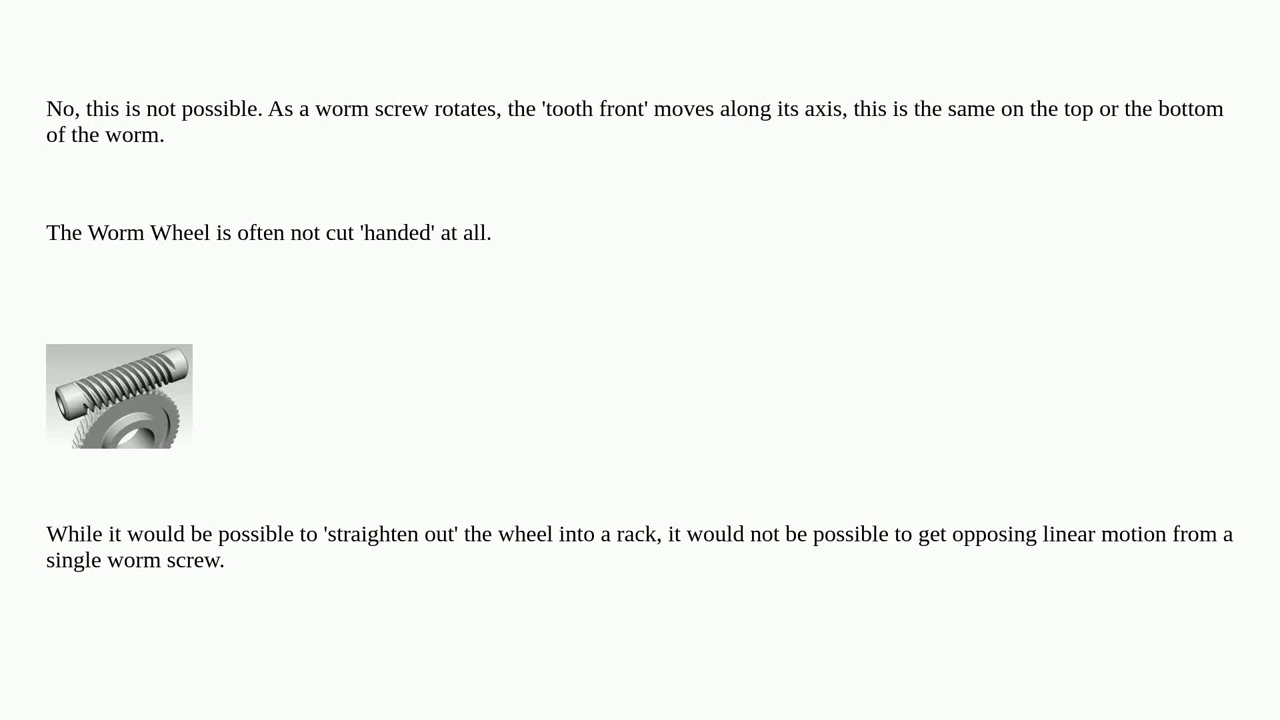 No, this is not possible. As a worm screw rotates, the 'tooth front' moves along its axis, this is the same on the top or the bottom
of the worm.
The Worm Wheel is often not cut 'handed' at all.
While it would be possible to 'straighten out' the wheel into a rack, it would not be possible to get opposing linear motion from a
single worm screw.